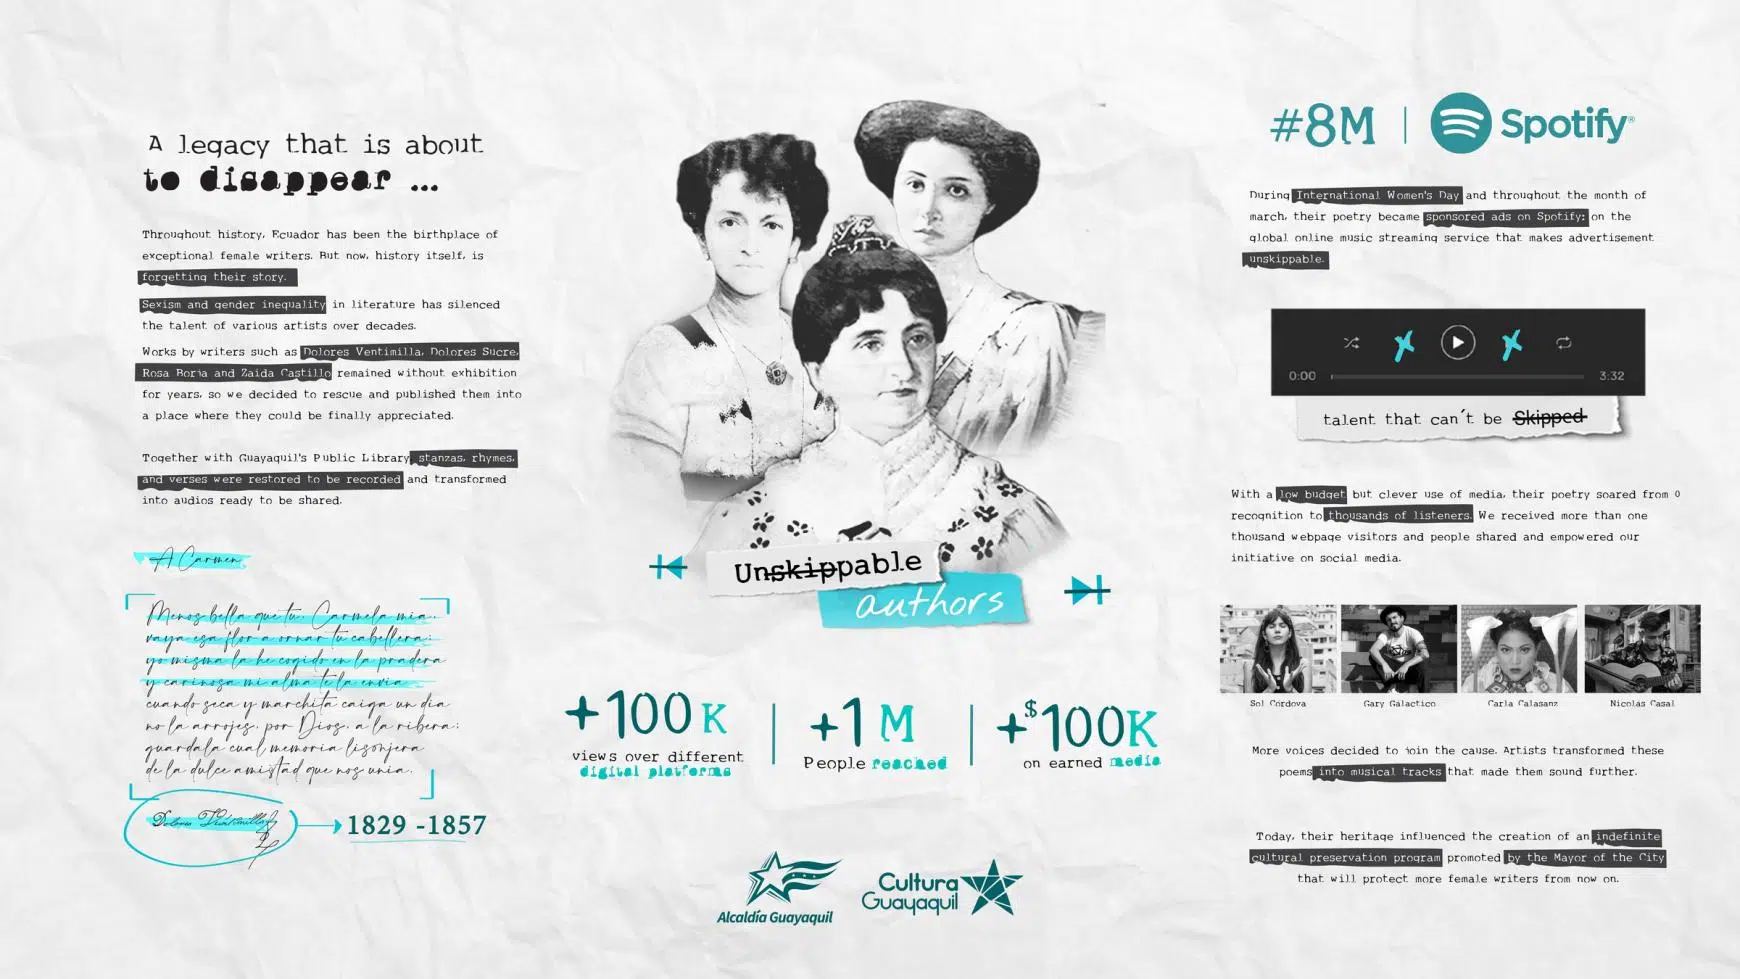 A legacy that is about
to disappear ...
Throughout history, Ecuador has been the birthplace of
exceptional female writers. But now, history itself, is
forgetting their story.
Sexism and gender inequality in literature has silenced
the talent of various artists over decades.
Works by writers such as Dolores Ventimilla, Dolores Sucre,
Rosa Borja and Zaida Castillo remained without exhibition
for years, so we decided to rescue and published them into
a place where they could be finally appreciated.
Together with Guayaquil's Public Library, stanzas, rhymes,
and verses were restored to be recorded and transformed
into audios ready to be shared.
A Carmen
Menos bella que tu, Carmela mia,
vaya esa flor a ornar tu cabellera;
yo misma la he cogido en la pradera
y cariñosa mi alma te la envia
cuando seca y marchita caiga un dia
no la arrojes, por Dios, a la ribera;
guardala cual memoria lisonjera
de la dulce amistad que nos unia.
Dolores
1829 -1857
Unskippable
authors
+100K
views over different
digital platforms
+1M
People reached
+$100K
on earned media
Alcaldía Guayaquil
Cultura
Guayaquil
#8M | Spotify®
During International Women's Day and throughout the month of
march, their poetry became sponsored ads on Spotify: on the
global online music streaming service that makes advertisement
unskippable.
0:00
3:32
talent that can´t be Skipped
With a low budget but clever use of media, their poetry soared from 0
recognition to thousands of listeners. We received more than one
thousand webpage visitors and people shared and empowered our
initiative on social media.
Sol Córdova
Gary Galactico
Carla Calasanz
Nicolás Casal
More voices decided to join the cause. Artists transformed these
poems into musical tracks that made them sound further.
Today, their heritage influenced the creation of an indefinite
cultural preservation program promoted by the Mayor of the City
that will protect more female writers from now on.